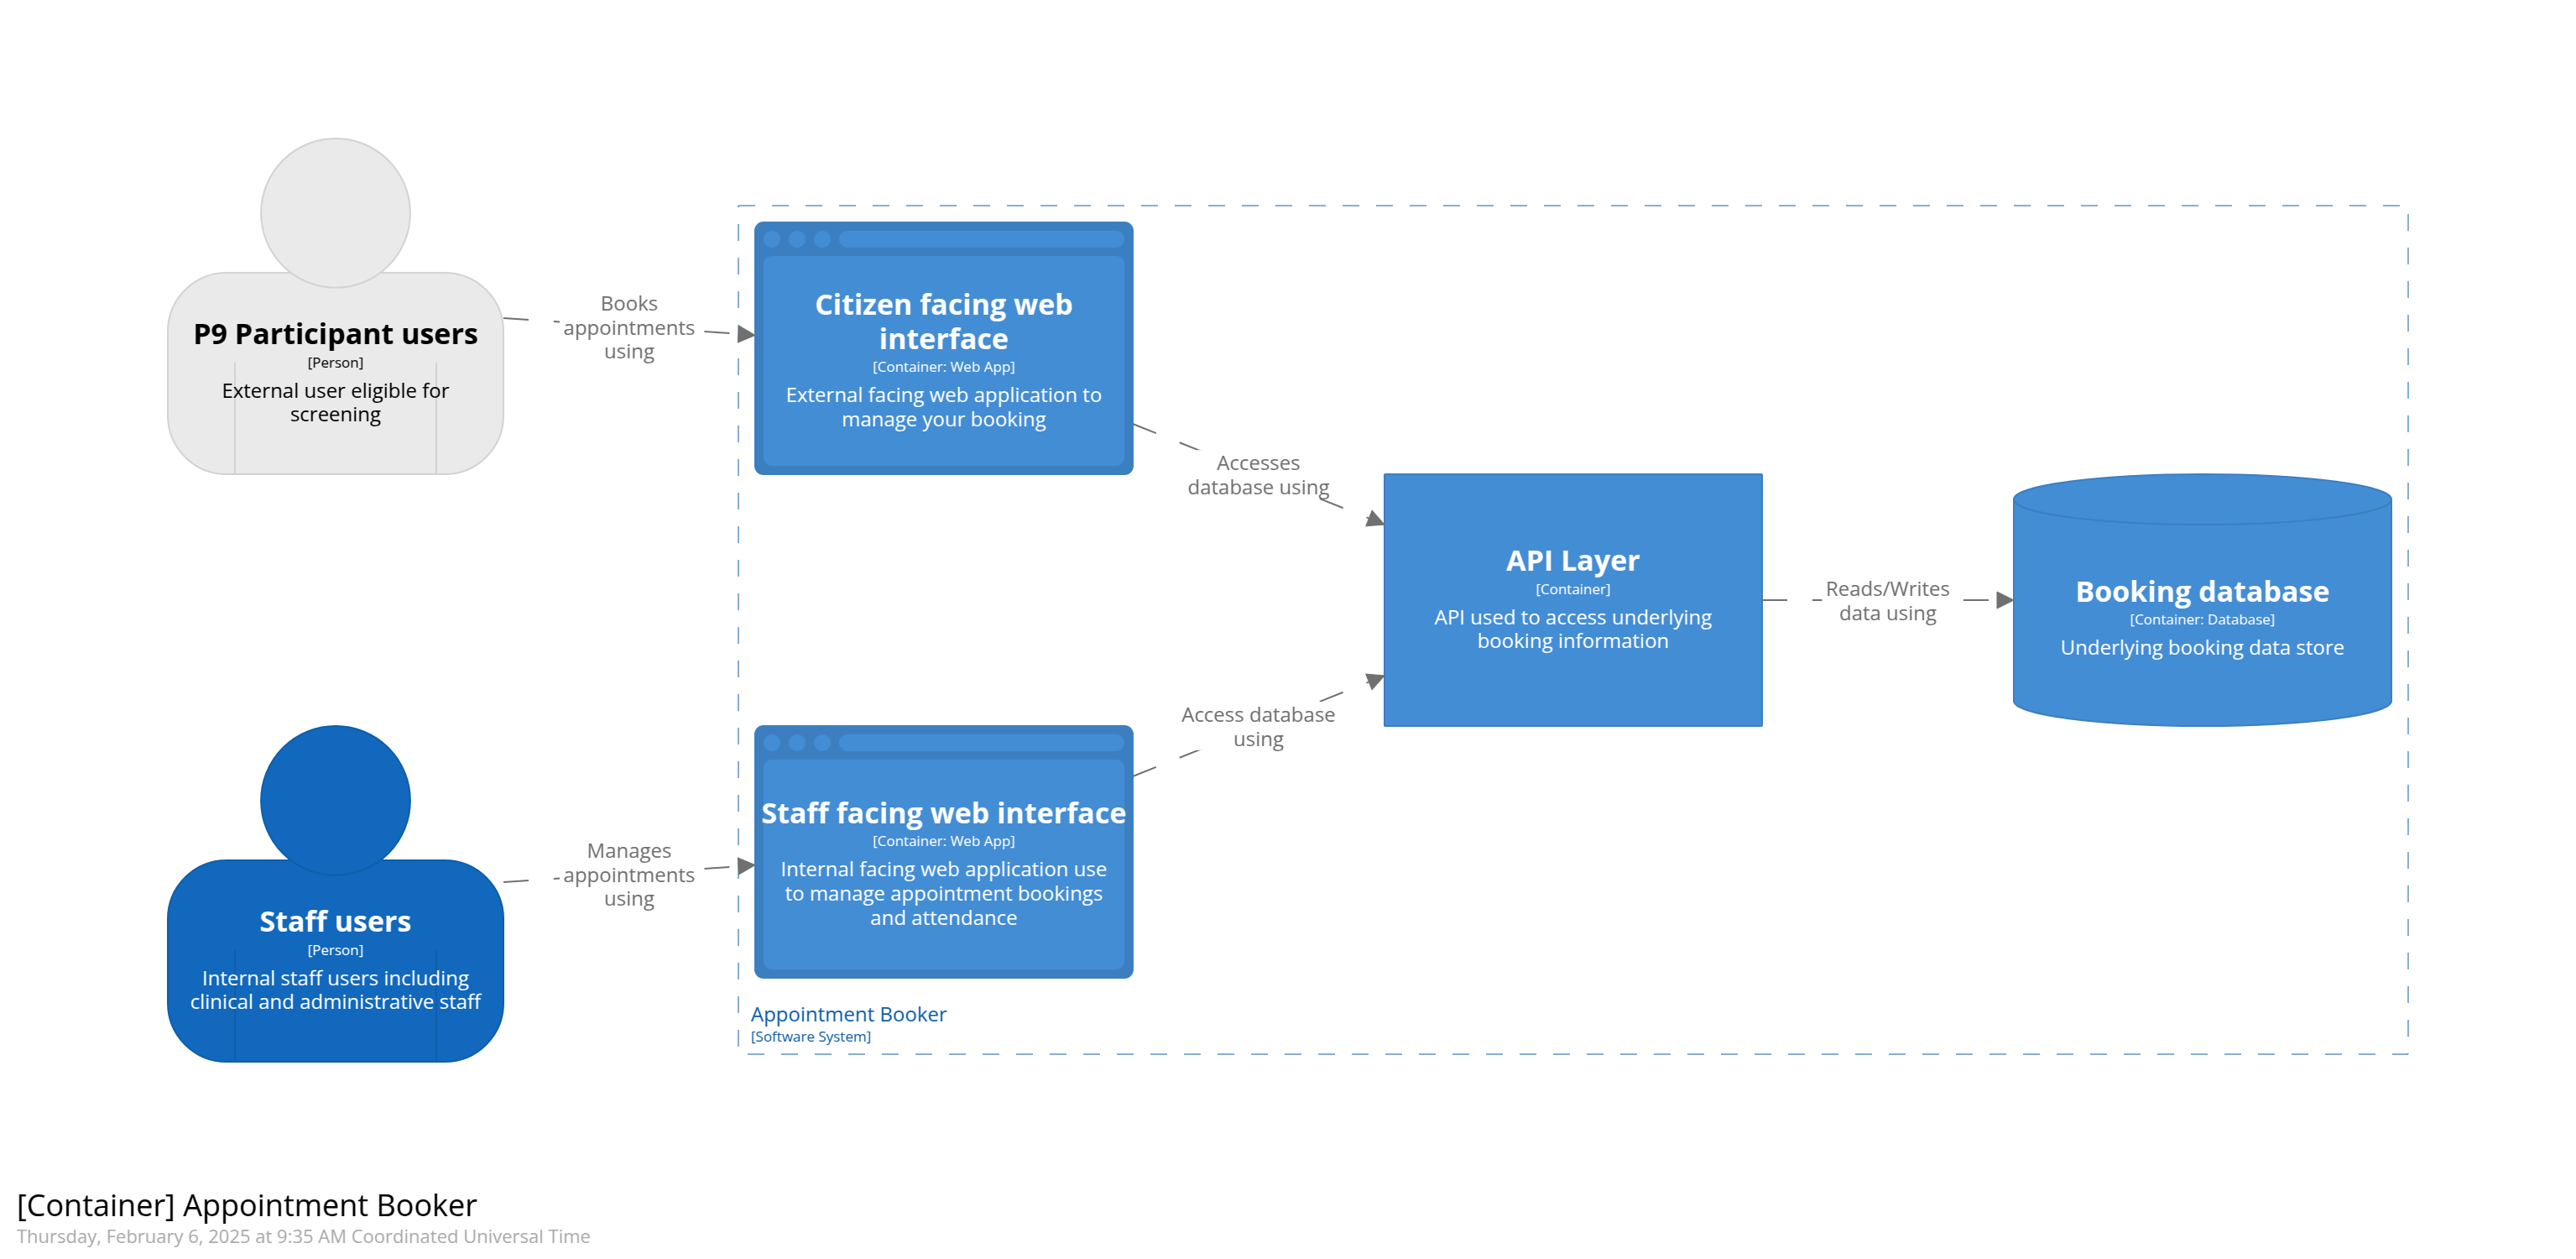 P9 Participant users
[Person]
External user eligible for
screening
Books
appointments
using
Citizen facing web
interface
[Container: Web App]
External facing web application to
manage your booking
Accesses
database using
API Layer
[Container]
API used to access underlying
booking information
Reads/Writes
data using
Booking database
[Container: Database]
Underlying booking data store
Staff users
[Person]
Internal staff users including
clinical and administrative staff
Manages
appointments
using
Staff facing web interface
[Container: Web App]
Internal facing web application use
to manage appointment bookings
and attendance
Access database
using
Appointment Booker
[Software System]
[Container] Appointment Booker
Thursday, February 6, 2025 at 9:35 AM Coordinated Universal Time